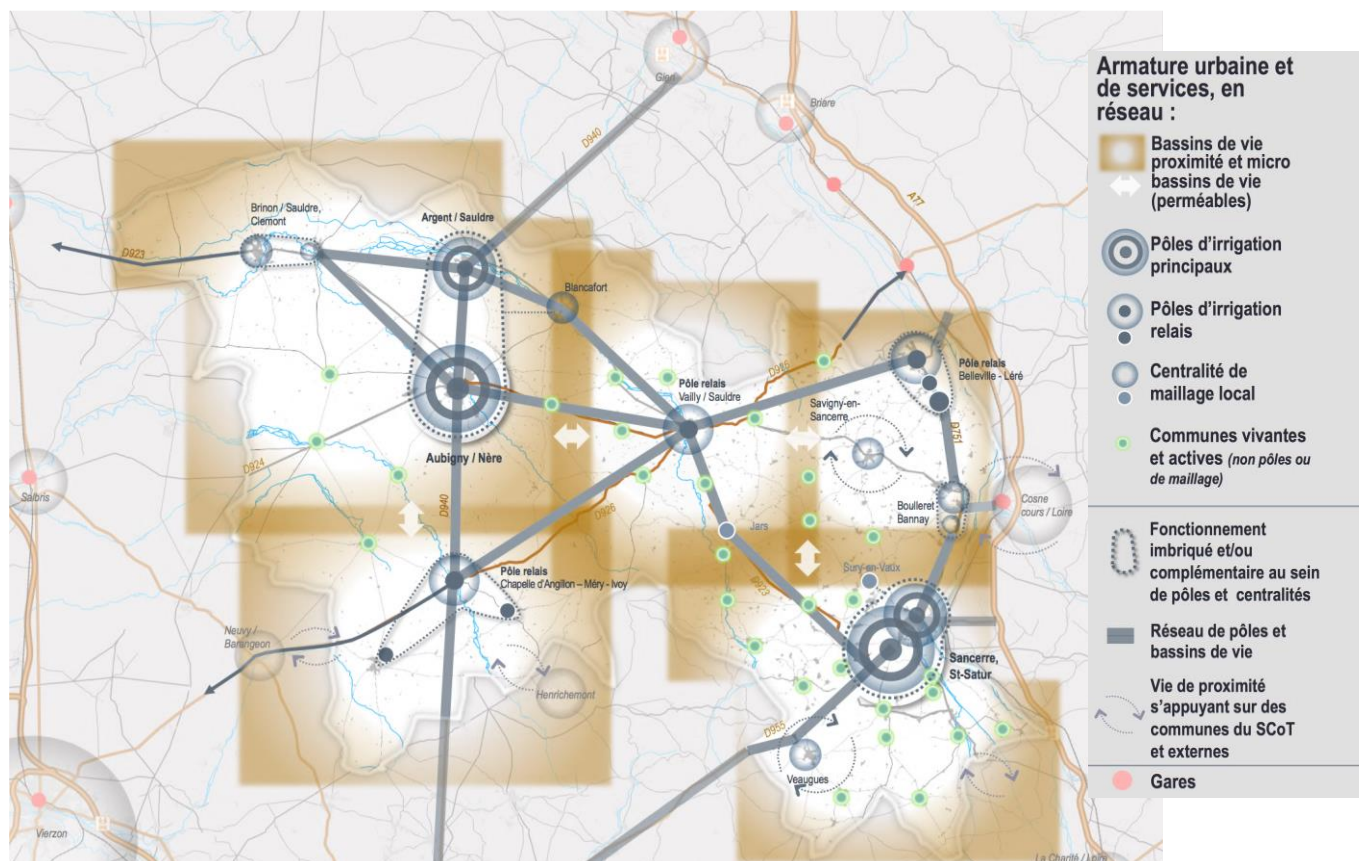 Gien
Brière
D940
A77
Brinon / Sauldre,
Clemont
Argent / Sauldre
D923
Blancafort
Pôle relais
Vailly / Sauldre
D926
Pôle relais
Belleville - Léré
Savigny-en-
Sancerre
D751
Aubigny / Nère
D924
D940
D926
Salbris
Boulleret
Bannay
Cosne
cours / Loire
Jars
Sury-en-Vaux
D923
Pôle relais
Chapelle d'Angillon – Méry - Ivoy
Neuvy /
Barangeon
Henrichemont
Sancerre,
St-Satur
D955
Veaugues
Vierzon
La Charité / Loire
Armature urbaine et
de services, en
réseau :
Bassins de vie
proximité et micro
bassins de vie
(perméables)
Pôles d'irrigation
principaux
Pôles d'irrigation
relais
Centralité de
maillage local
Communes vivantes
et actives (non pôles ou
de maillage)
Fonctionnement
imbriqué et/ou
complémentaire au sein
de pôles et centralités
Réseau de pôles et
bassins de vie
Vie de proximité
s'appuyant sur des
communes du SCoT
et externes
Gares